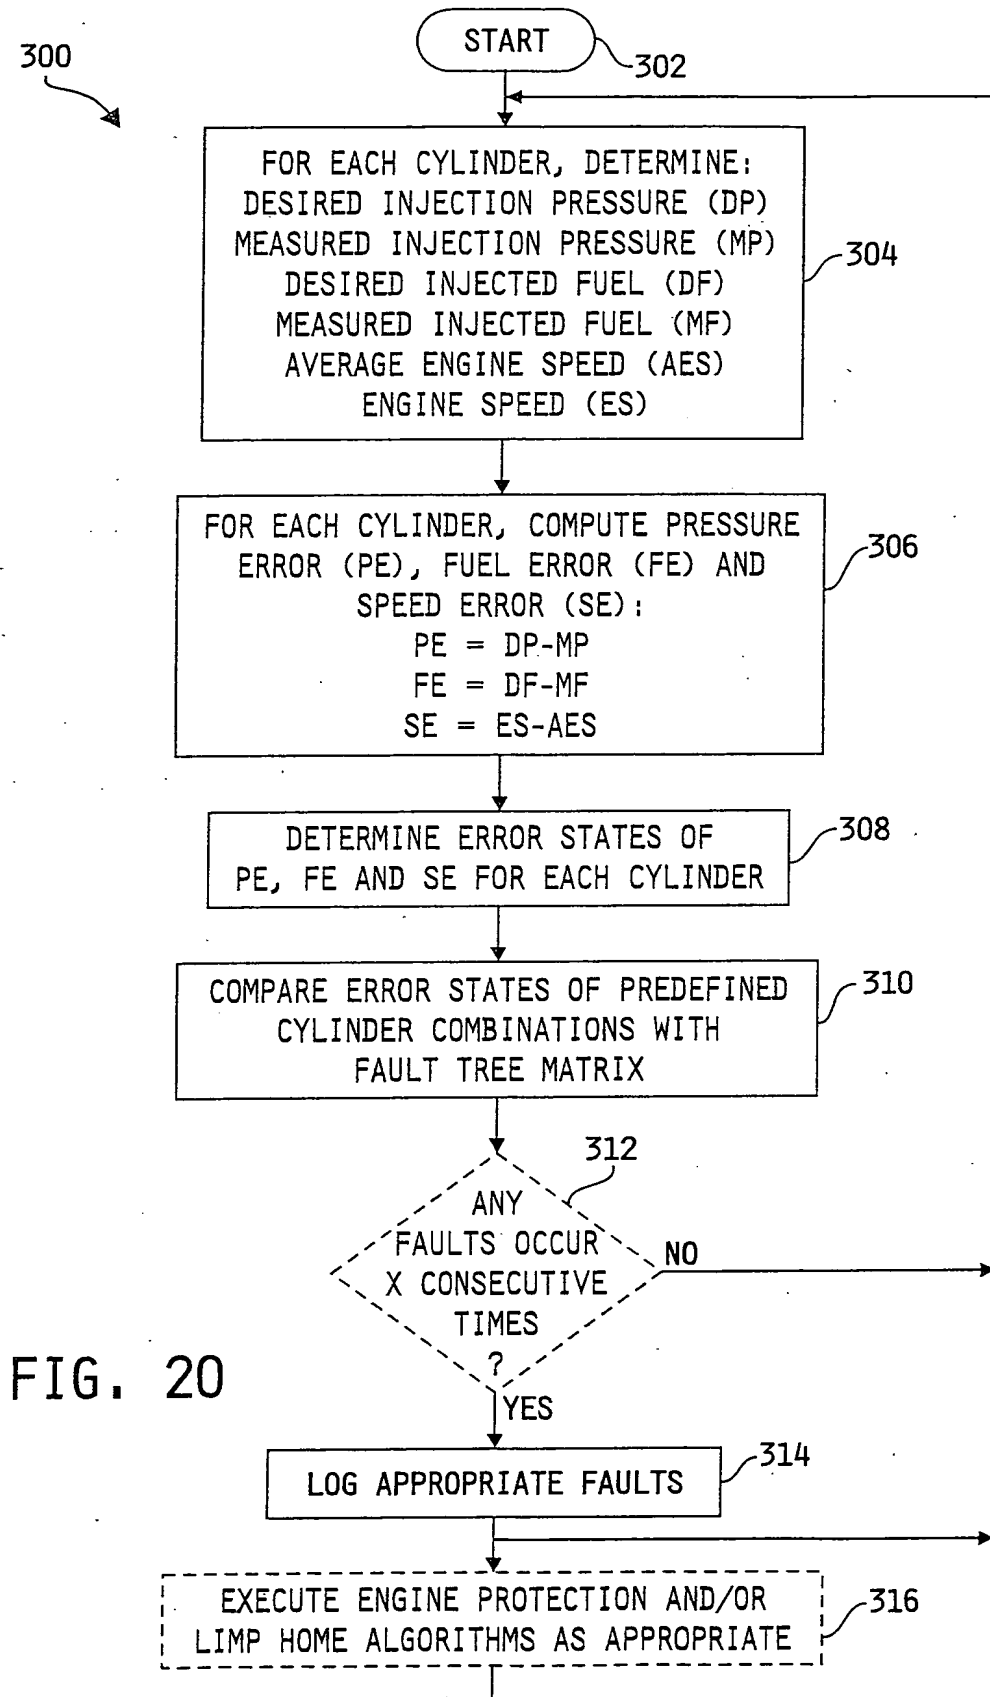 START
302
300
FOR EACH CYLINDER, DETERMINE:
DESIRED INJECTION PRESSURE (DP)
MEASURED INJECTION PRESSURE (MP)
DESIRED INJECTED FUEL (DF)
MEASURED INJECTED FUEL (MF)
AVERAGE ENGINE SPEED (AES)
ENGINE SPEED (ES)
304
FOR EACH CYLINDER, COMPUTE PRESSURE
ERROR (PE), FUEL ERROR (FE) AND
SPEED ERROR (SE):
PE = DP-MP
FE = DF-MF
SE = ES-AES
306
DETERMINE ERROR STATES OF
PE, FE AND SE FOR EACH CYLINDER
308
COMPARE ERROR STATES OF PREDEFINED
CYLINDER COMBINATIONS WITH
FAULT TREE MATRIX
310
312
ANY
FAULTS OCCUR
X CONSECUTIVE
TIMES
?
NO
YES
FIG. 20
LOG APPROPRIATE FAULTS
314
EXECUTE ENGINE PROTECTION AND/OR
LIMP HOME ALGORITHMS AS APPROPRIATE
316